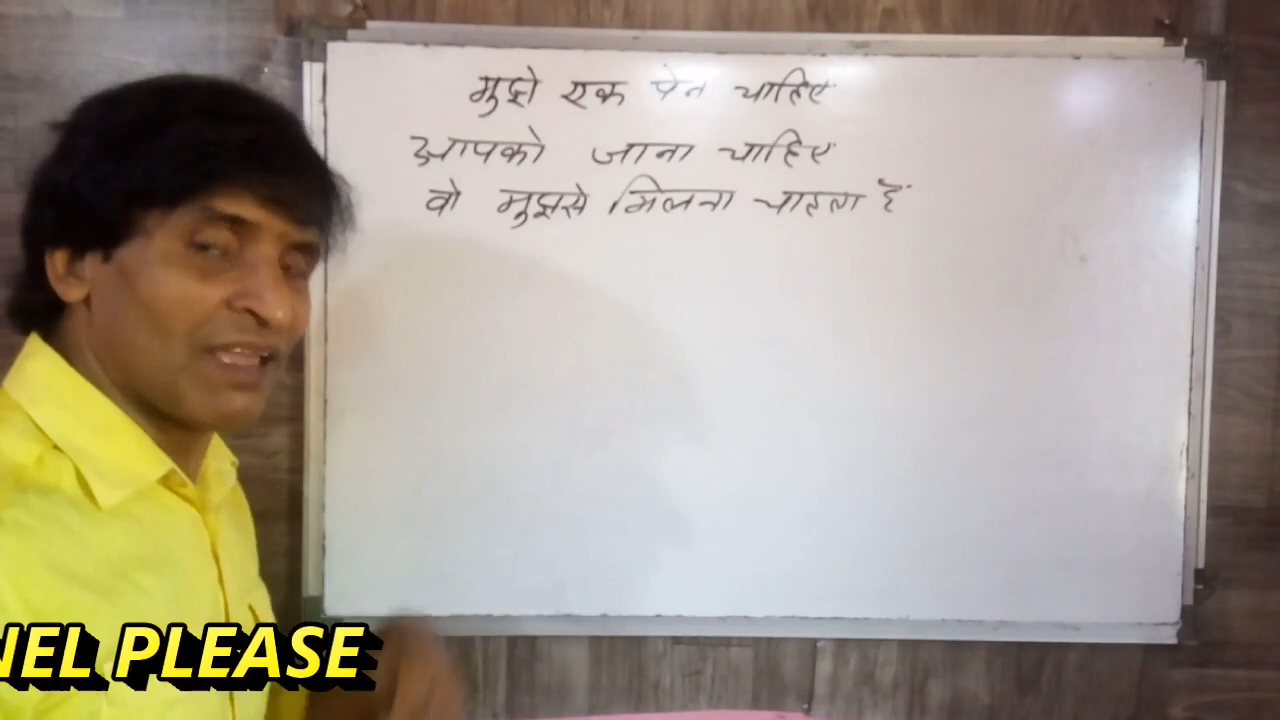 मुझे एक पेन चाहिए
आपको जाना चाहिए
वो मुझसे मिलना चाहता है
NEL PLEASE